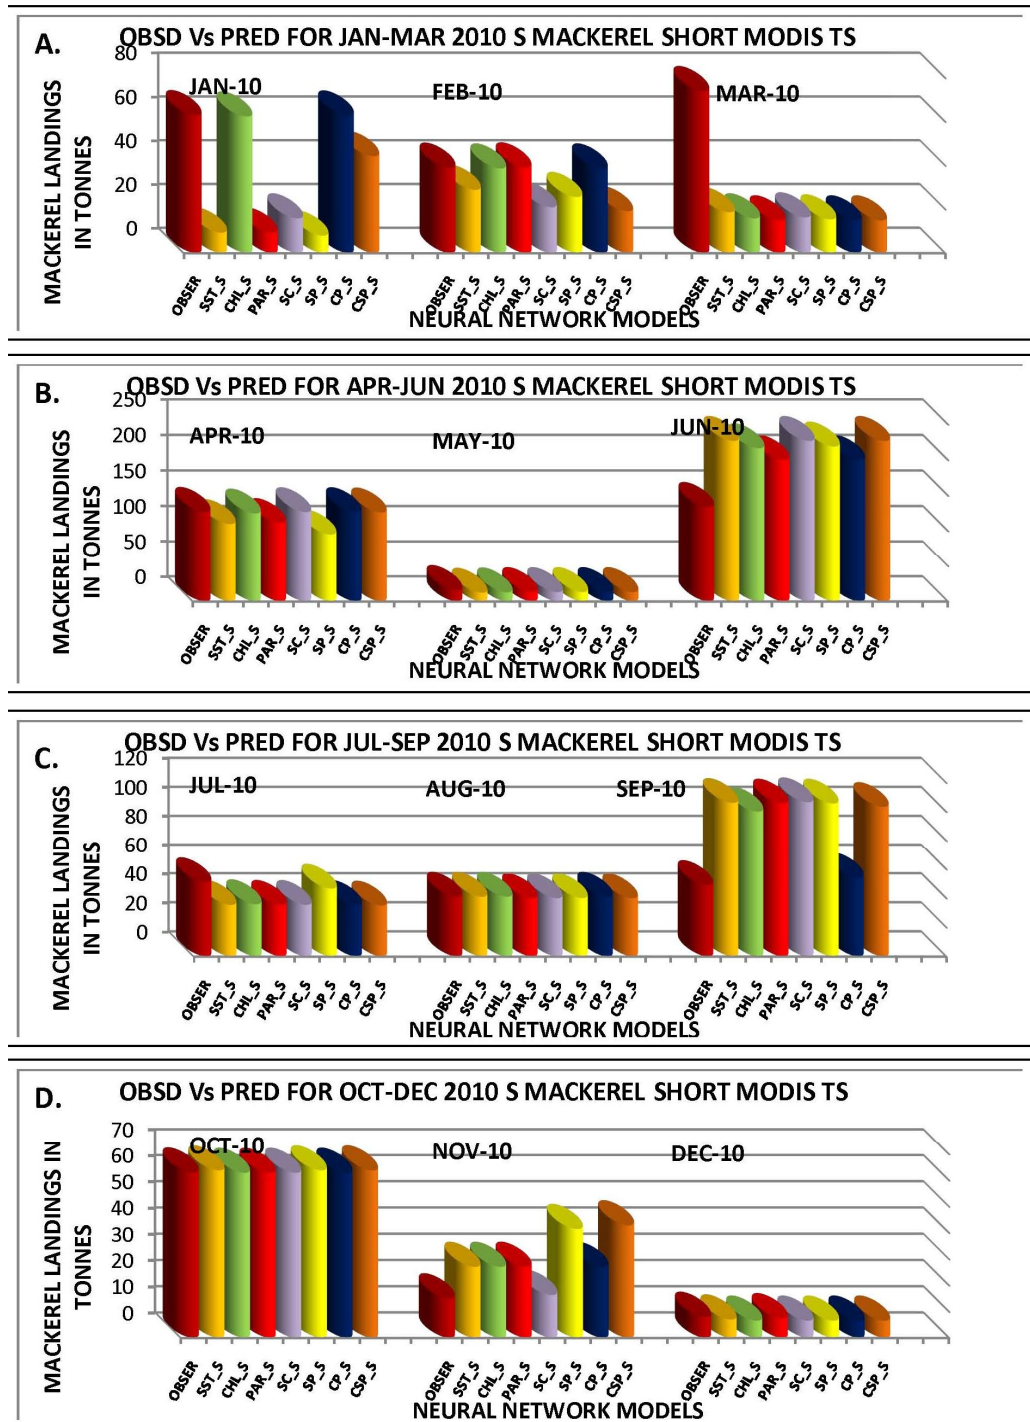 A.
OBSD Vs PRED FOR JAN-MAR 2010 S MACKEREL SHORT MODIS TS
MACKEREL LANDINGS
IN TONNES
80
60
40
20
0
JAN-10
FEB-10
MAR-10
OBSER SST_S CHL_S PAR_S SC_S SP_S CP_S CSP_S
OBSER SST_S CHL_S PAR_S SC_S SP_S CP_S CSP_S
OBSER SST_S CHL_S PAR_S SC_S SP_S CP_S CSP_S
NEURAL NETWORK MODELS
B.
OBSD Vs PRED FOR APR-JUN 2010 S MACKEREL SHORT MODIS TS
MACKEREL LANDINGS
IN TONNES
250
200
150
100
50
0
APR-10
MAY-10
JUN-10
OBSER SST_S CHL_S PAR_S SC_S SP_S CP_S CSP_S
OBSER SST_S CHL_S PAR_S SC_S SP_S CP_S CSP_S
OBSER SST_S CHL_S PAR_S SC_S SP_S CP_S CSP_S
NEURAL NETWORK MODELS
C.
OBSD Vs PRED FOR JUL-SEP 2010 S MACKEREL SHORT MODIS TS
MACKEREL LANDINGS
IN TONNES
120
100
80
60
40
20
0
JUL-10
AUG-10
SEP-10
OBSER SST_S CHL_S PAR_S SC_S SP_S CP_S CSP_S
OBSER SST_S CHL_S PAR_S SC_S SP_S CP_S CSP_S
OBSER SST_S CHL_S PAR_S SC_S SP_S CP_S CSP_S
NEURAL NETWORK MODELS
D.
OBSD Vs PRED FOR OCT-DEC 2010 S MACKEREL SHORT MODIS TS
MACKEREL LANDINGS IN
TONNES
70
60
50
40
30
20
10
0
OCT-10
NOV-10
DEC-10
OBSER SST_S CHL_S PAR_S SC_S SP_S CP_S CSP_S
OBSER SST_S CHL_S PAR_S SC_S SP_S CP_S CSP_S
OBSER SST_S CHL_S PAR_S SC_S SP_S CP_S CSP_S
NEURAL NETWORK MODELS